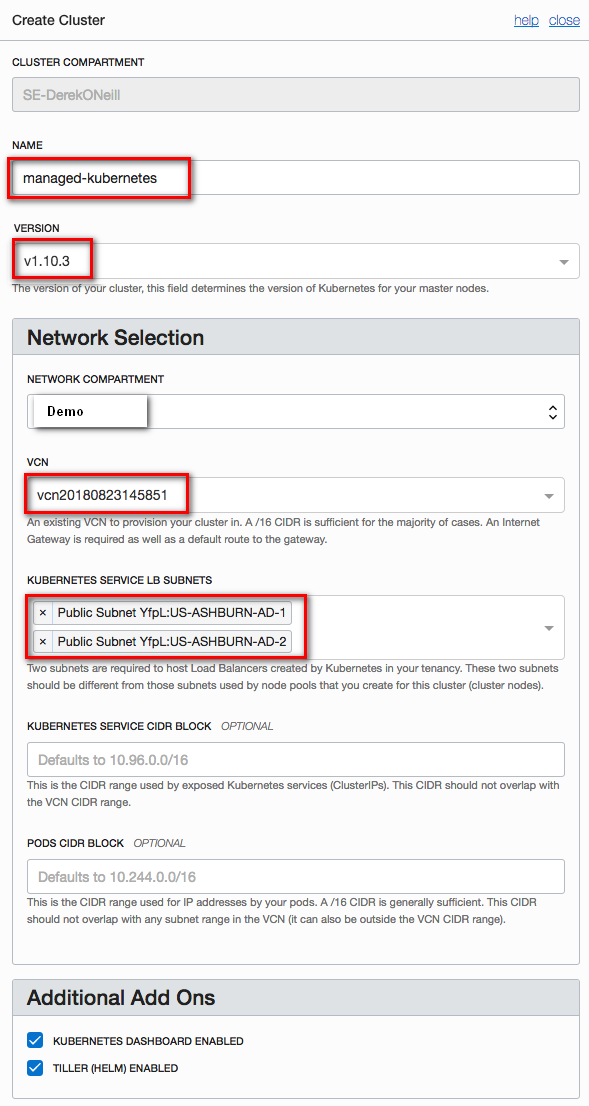 Create Cluster
help close
CLUSTER COMPARTMENT
SE-DerekONeill
NAME
managed-kubernetes
VERSION
v1.10.3
The version of your cluster, this field determines the version of Kubernetes for your master nodes.
Network Selection
NETWORK COMPARTMENT
Demo
VCN
vcn20180823145851
An existing VCN to provision your cluster in. A /16 CIDR is sufficient for the majority of cases. An Internet
Gateway is required as well as a default route to the gateway.
KUBERNETES SERVICE LB SUBNETS
× Public Subnet YfpL:US-ASHBURN-AD-1
× Public Subnet YfpL:US-ASHBURN-AD-2
Two subnets are required to host Load Balancers created by Kubernetes in your tenancy. These two subnets
should be different from those subnets used by node pools that you create for this cluster (cluster nodes).
KUBERNETES SERVICE CIDR BLOCK OPTIONAL
Defaults to 10.96.0.0/16
This is the CIDR range used by exposed Kubernetes services (ClusterIPs). This CIDR should not overlap with
the VCN CIDR range.
PODS CIDR BLOCK OPTIONAL
Defaults to 10.244.0.0/16
This is the CIDR range used for IP addresses by your pods. A /16 CIDR is generally sufficient. This CIDR
should not overlap with any subnet range in the VCN (it can also be outside the VCN CIDR range).
Additional Add Ons
KUBERNETES DASHBOARD ENABLED
TILLER (HELM) ENABLED